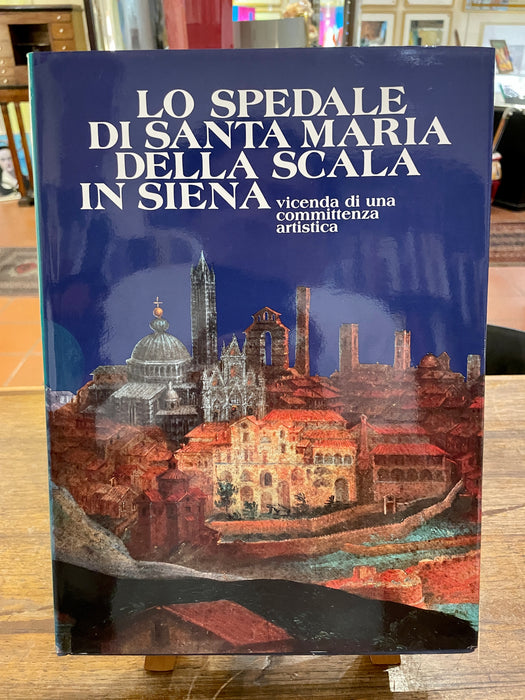 LO SPEDALE
DI SANTA MARIA
DELLA SCALA
IN SIENA
vicenda di una
committenza
artistica